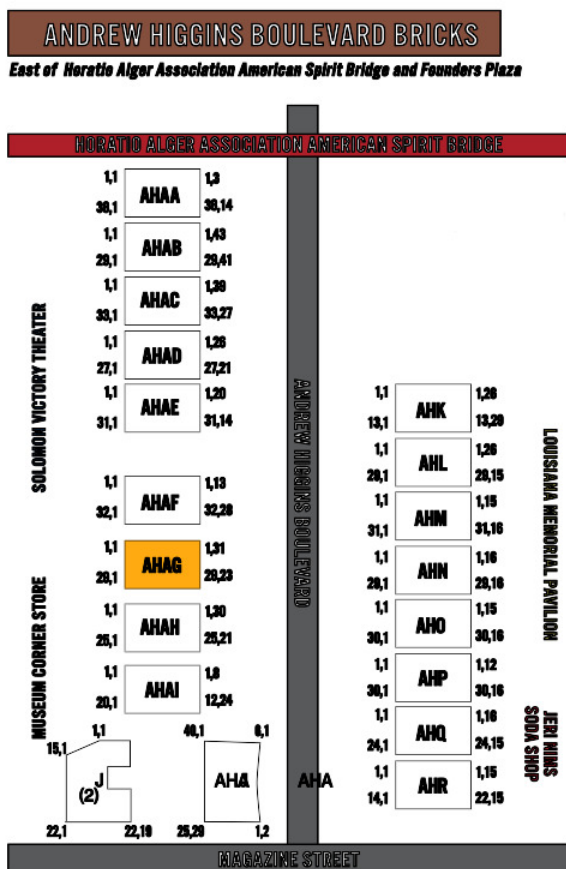 ANDREW HIGGINS BOULEVARD BRICKS
East of Horatio Alger Association American Spirit Bridge and Founders Plaza
HORATIO ALGER ASSOCIATION AMERICAN SPIRIT BRIDGE
1,1 1,3
AHAA
38,1 38,14
1,1 1,43
AHAB
29,1 29,41
1,1 1,39
AHAC
33,1 33,27
1,1 1,26
AHAD
27,1 27,21
1,1 1,20
AHAE
31,1 31,14
SOLOMON VICTORY THEATER
1,1 1,13
AHAF
32,1 32,28
1,1 1,31
AHAG
29,1 29,23
1,1 1,30
AHAH
25,1 25,21
1,1 1,8
AHAI
20,1 12,24
MUSEUM CORNER STORE
1,1
15,1
J
(2)
22,1 22,19
40,1 6,1
25,29 1,2
AHA
ANDREW HIGGINS BOULEVARD
1,1 1,26
AHK
13,1 13,29
1,1 1,26
AHL
29,1 29,15
1,1 1,15
AHM
31,1 31,16
1,1 1,16
AHN
29,1 29,16
1,1 1,15
AHO
30,1 30,16
1,1 1,12
AHP
30,1 30,16
1,1 1,16
AHQ
24,1 24,15
1,1 1,15
AHR
14,1 22,15
LOUISIANA MEMORIAL PAVILION
JERI NIMS
SODA SHOP
MAGAZINE STREET